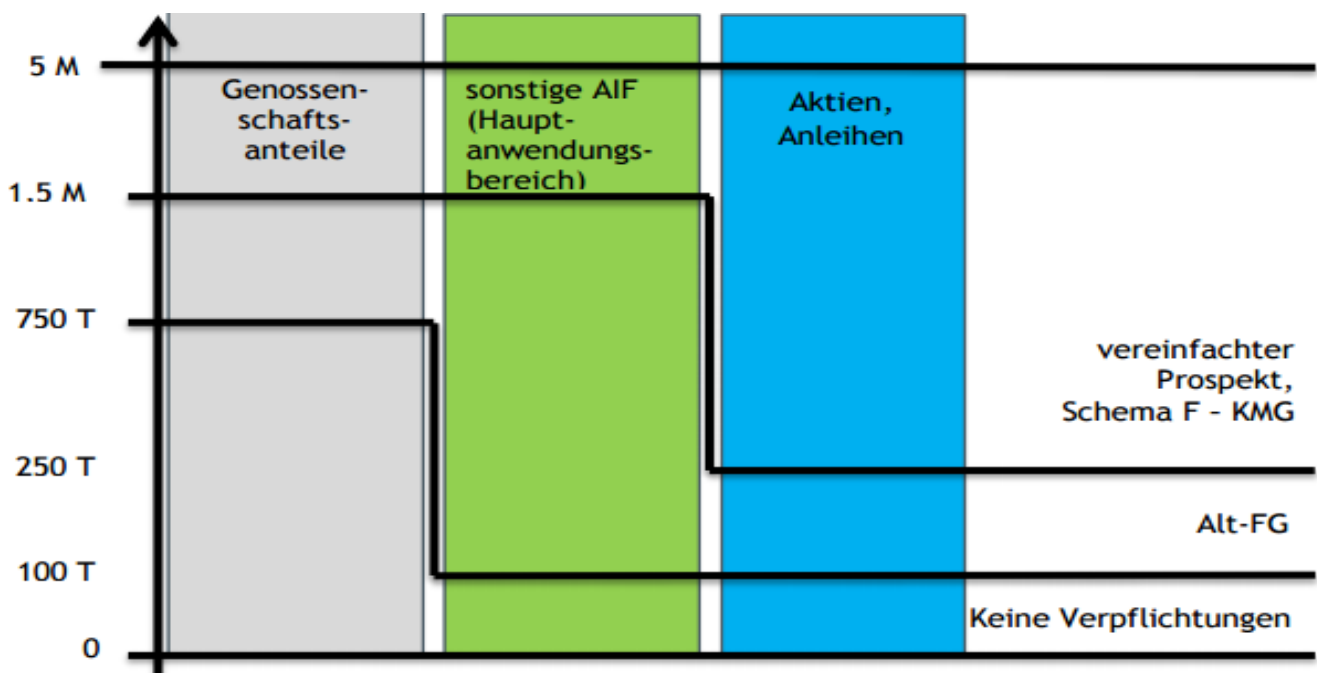 5 M
Genossen-
schafts-
anteile
sonstige AIF
(Haupt-
anwendungs-
bereich)
Aktien,
Anleihen
1.5 M
750 T
vereinfachter
Prospekt,
Schema F - KMG
250 T
Alt-FG
100 T
Keine Verpflichtungen
0